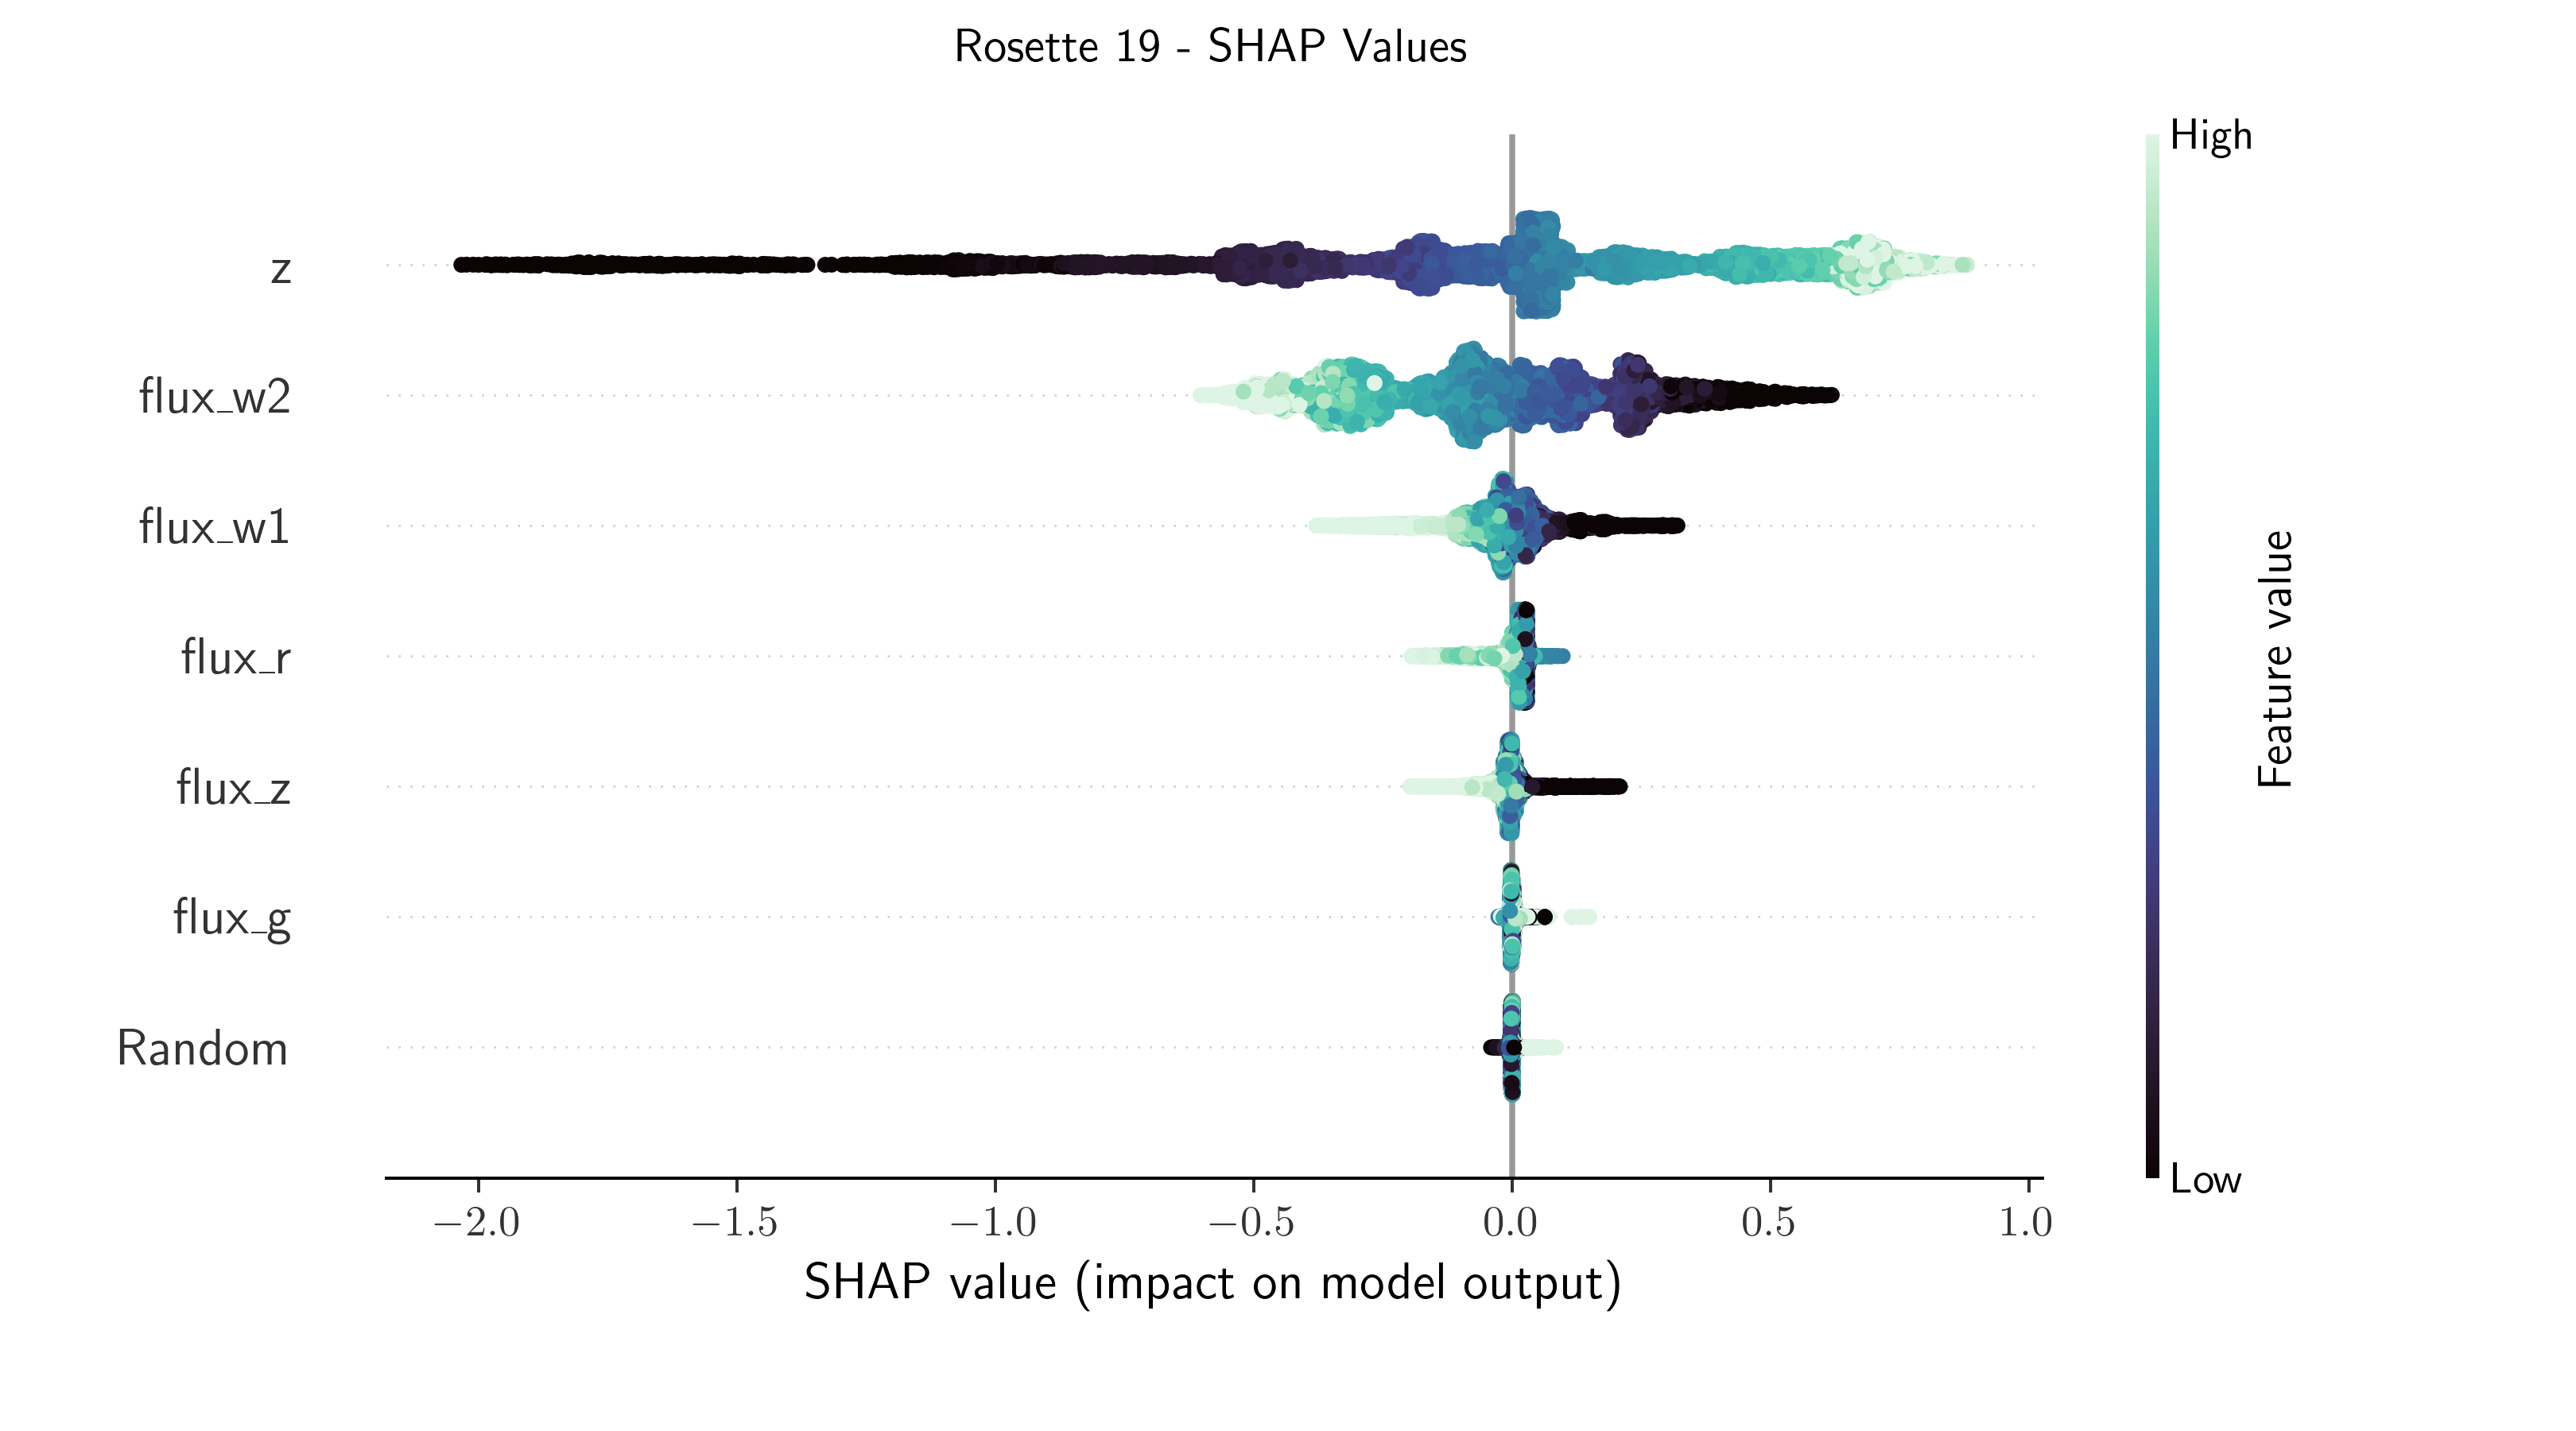 Rosette 19 - SHAP Values
High
z
flux_w2
flux_w1
flux_r
flux_z
flux_g
Random
Feature value
Low
−2.0 −1.5 −1.0 −0.5 0.0 0.5 1.0
SHAP value (impact on model output)